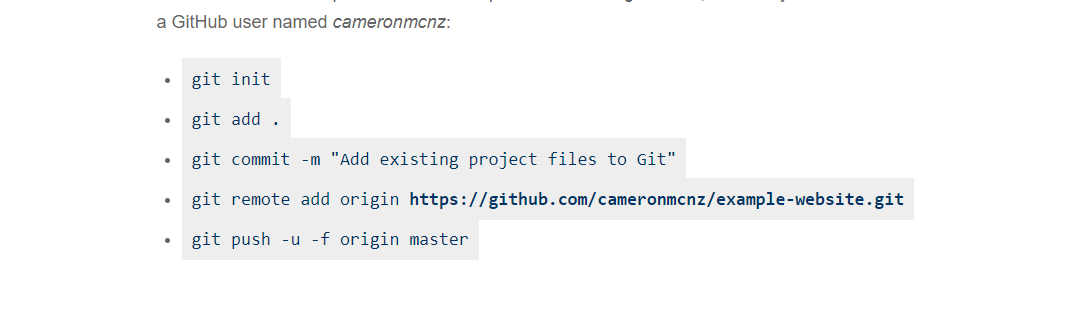 a GitHub user named cameronmcnz:
git init
git add .
git commit -m "Add existing project files to Git"
git remote add origin https://github.com/cameronmcnz/example-website.git
git push -u -f origin master